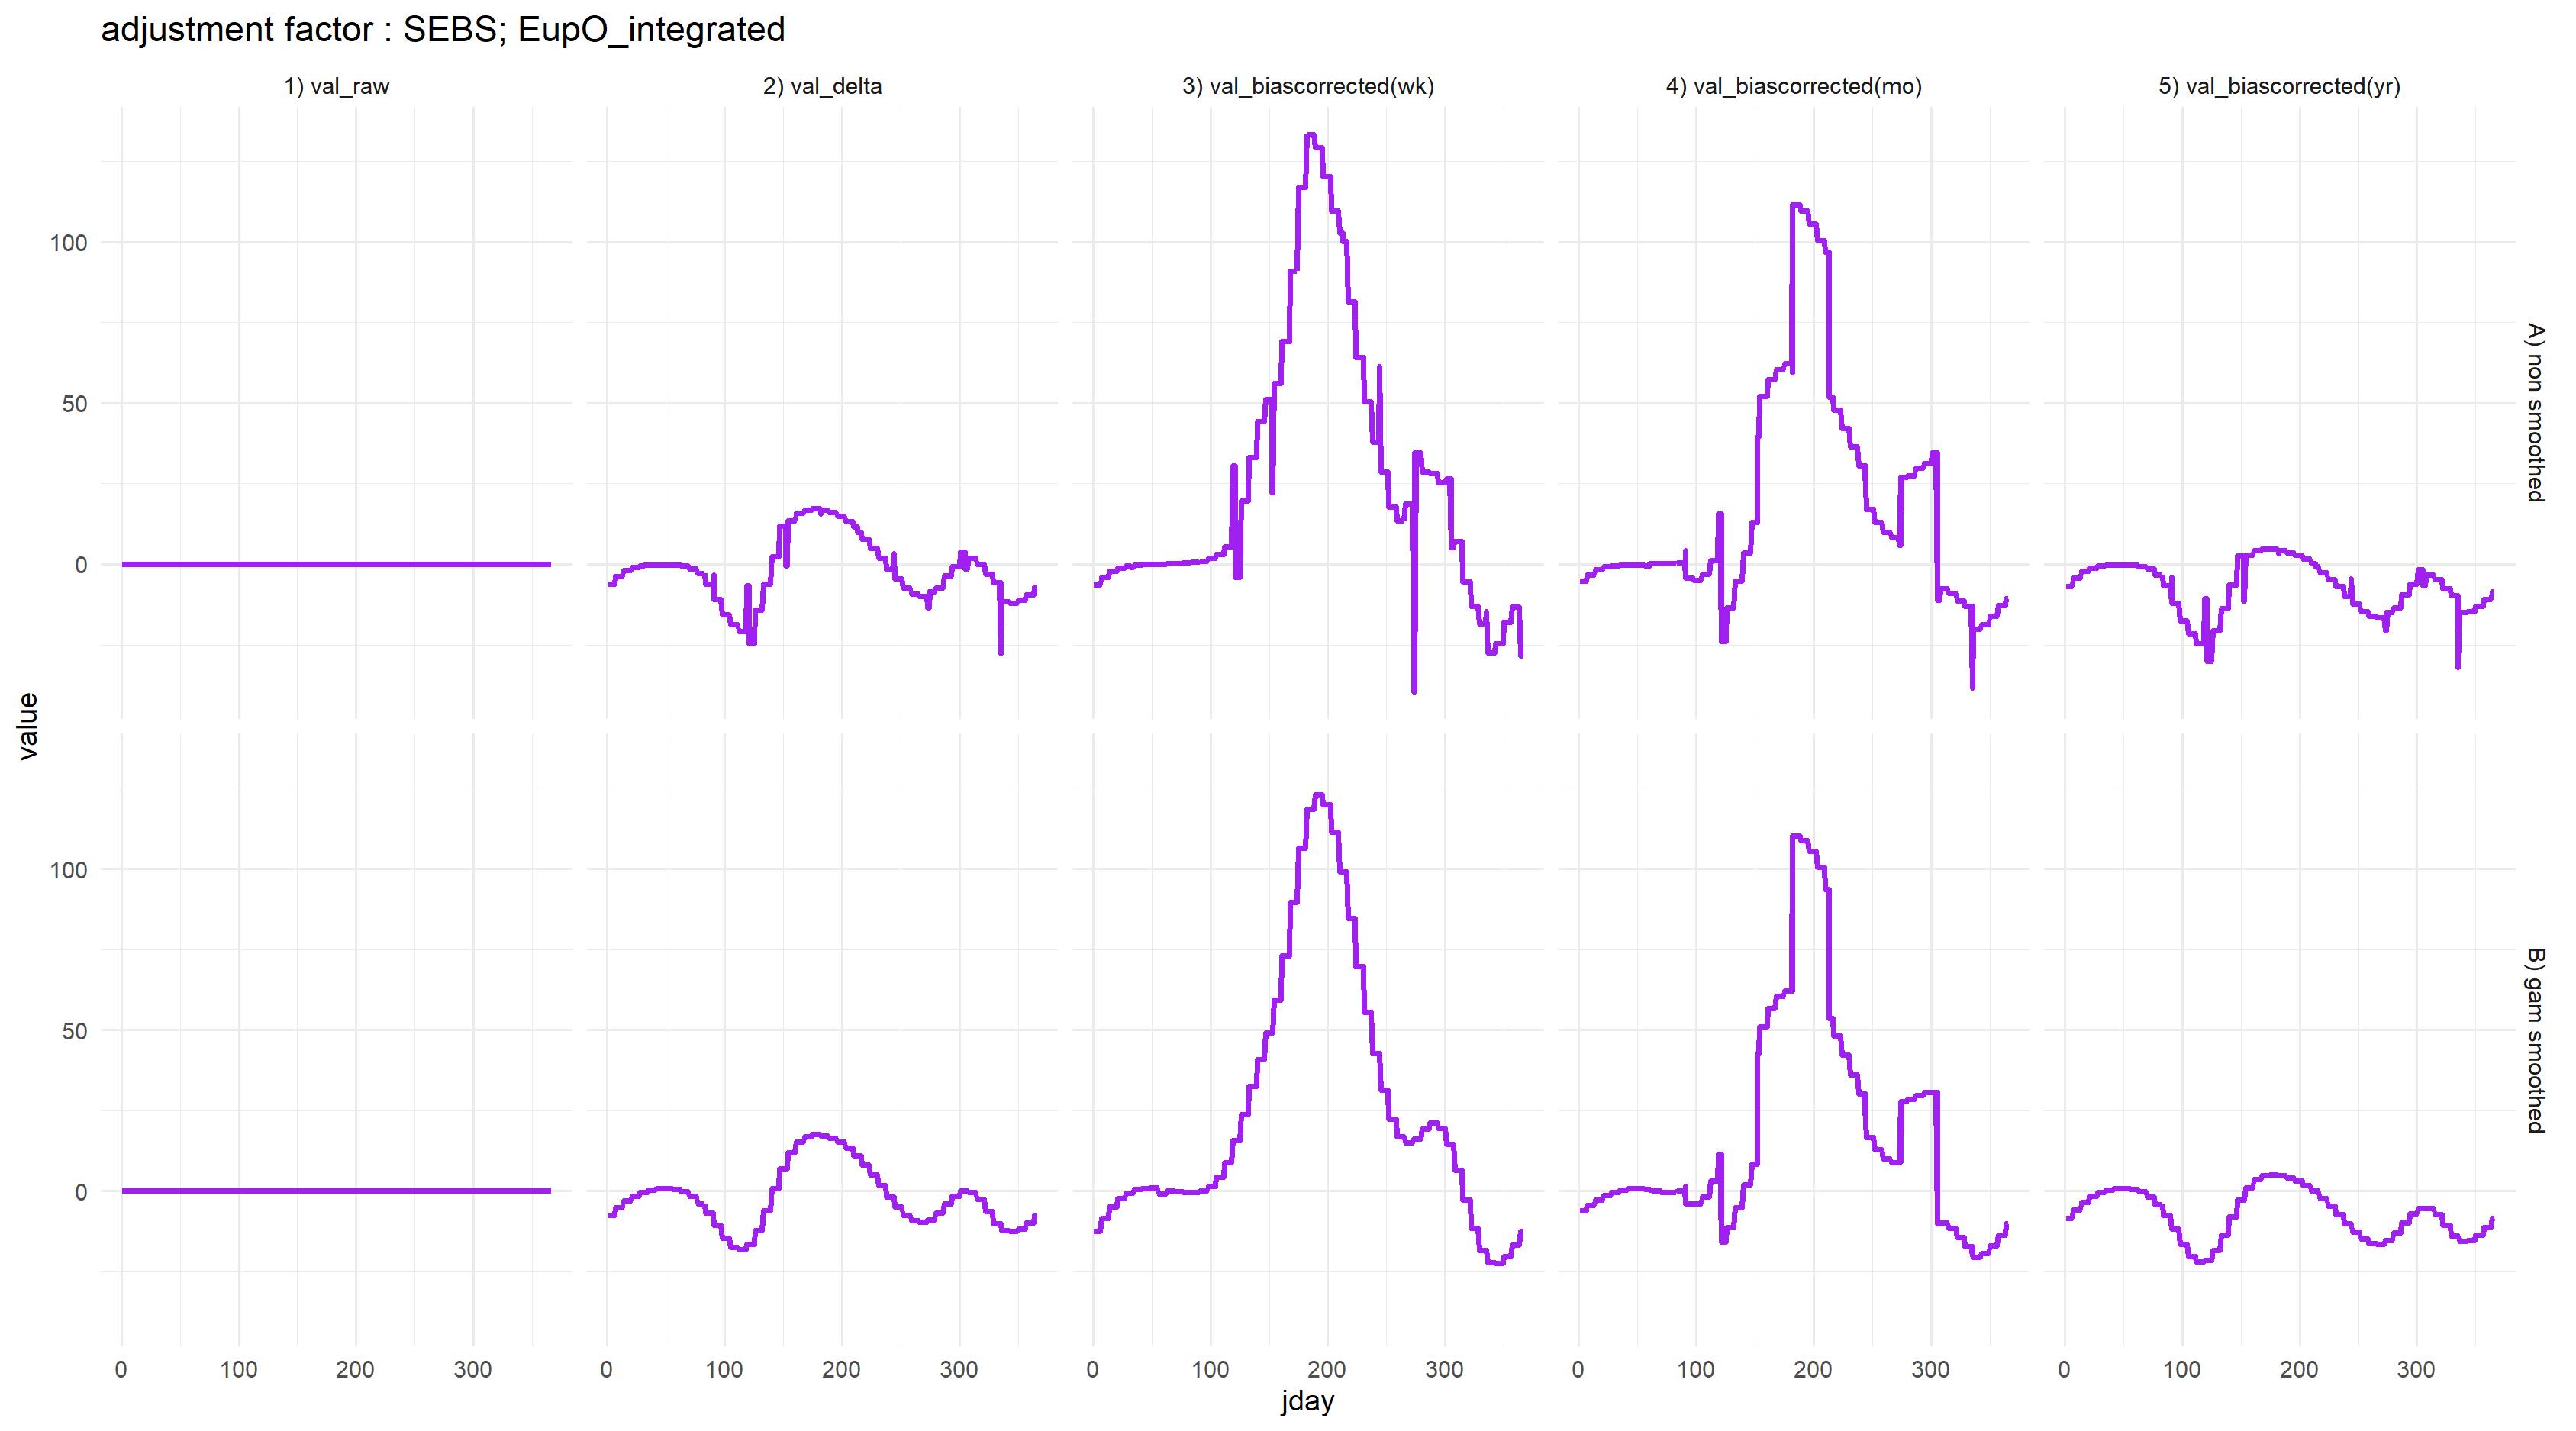 adjustment factor : SEBS; EupO_integrated
1) val_raw
2) val_delta
3) val_biascorrected(wk)
4) val_biascorrected(mo)
5) val_biascorrected(yr)
100
50
0
A) non smoothed
value
100
50
0
B) gam smoothed
0 100 200 300
0 100 200 300
0 100 200 300
0 100 200 300
0 100 200 300
jday